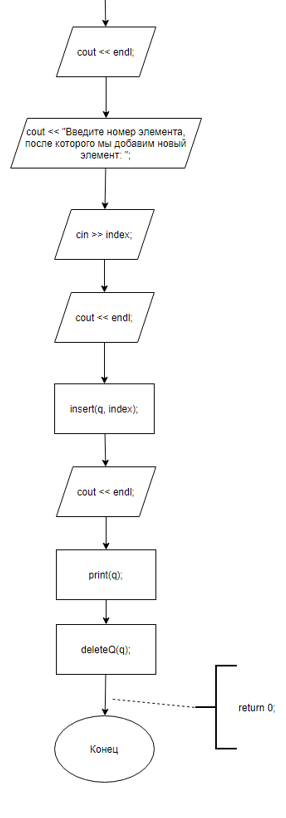 cout << endl;
cout << "Введите номер элемента,
после которого мы добавим новый
элемент: ";
cin >> index;
cout << endl;
insert(q, index);
cout << endl;
print(q);
deleteQ(q);
return 0;
Конец